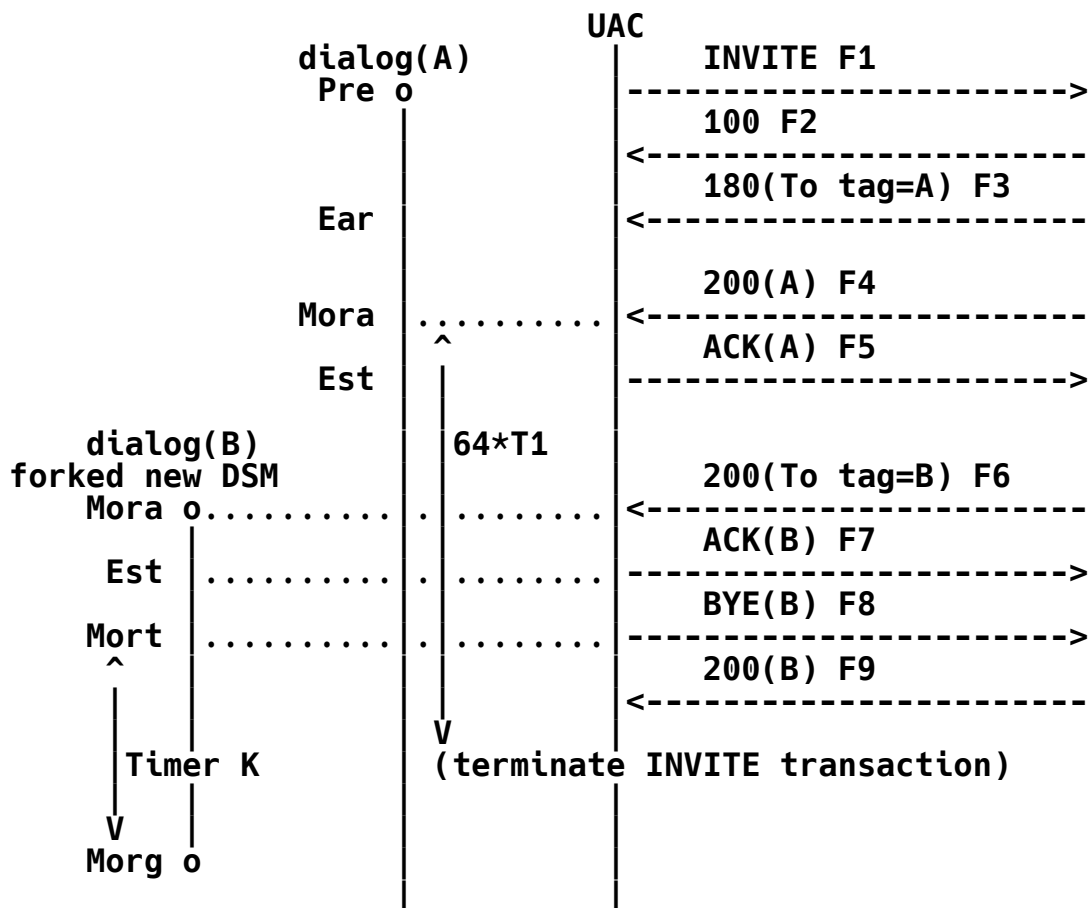 UAC
dialog(A) INVITE F1
Pre o
100 F2
180(To tag=A) F3
Ear
200(A) F4
Mora
ACK(A) F5
Est
dialog(B) 64*T1
forked new DSM 200(To tag=B) F6
Mora o
ACK(B) F7
Est
BYE(B) F8
Mort
200(B) F9
V
Timer K (terminate INVITE transaction)
V
Morg o